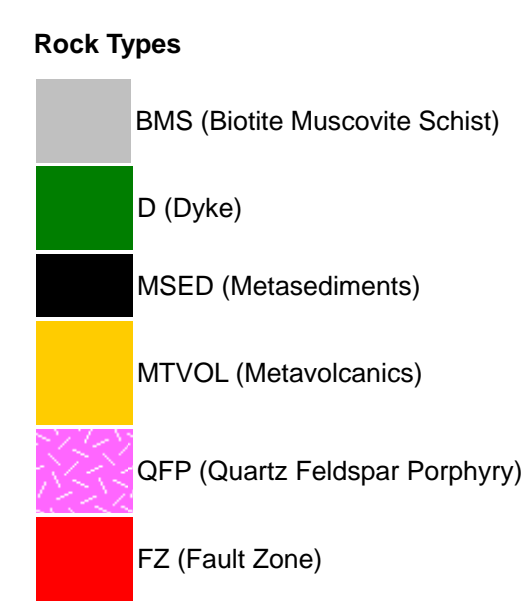 Rock Types
BMS (Biotite Muscovite Schist)
D (Dyke)
MSED (Metasediments)
MTVOL (Metavolcanics)
QFP (Quartz Feldspar Porphyry)
FZ (Fault Zone)